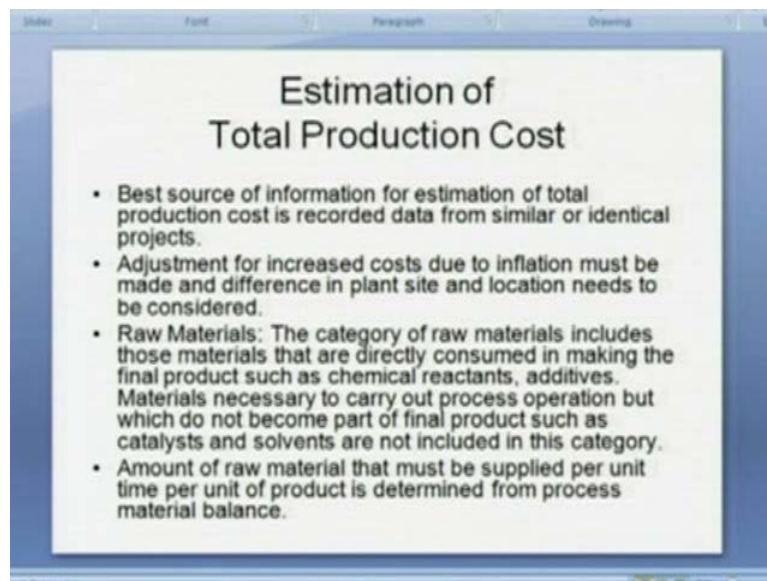 Slides Font Paragraph Drawing
Estimation of
Total Production Cost
• Best source of information for estimation of total
production cost is recorded data from similar or identical
projects.
• Adjustment for increased costs due to inflation must be
made and difference in plant site and location needs to
be considered.
• Raw Materials: The category of raw materials includes
those materials that are directly consumed in making the
final product such as chemical reactants, additives.
Materials necessary to carry out process operation but
which do not become part of final product such as
catalysts and solvents are not included in this category.
• Amount of raw material that must be supplied per unit
time per unit of product is determined from process
material balance.